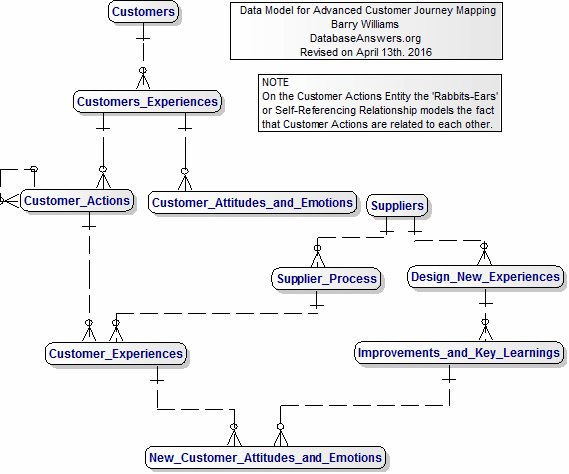 Customers
Data Model for Advanced Customer Journey Mapping
Barry Williams
DatabaseAnswers.org
Revised on April 13th. 2016
NOTE
On the Customer Actions Entity the 'Rabbits-Ears'
or Self-Referencing Relationship models the fact
that Customer Actions are related to each other.
Customers_Experiences
Customer_Actions
Customer_Attitudes_and_Emotions
Suppliers
Supplier_Process
Design_New_Experiences
Customer_Experiences
Improvements_and_Key_Learnings
New_Customer_Attitudes_and_Emotions